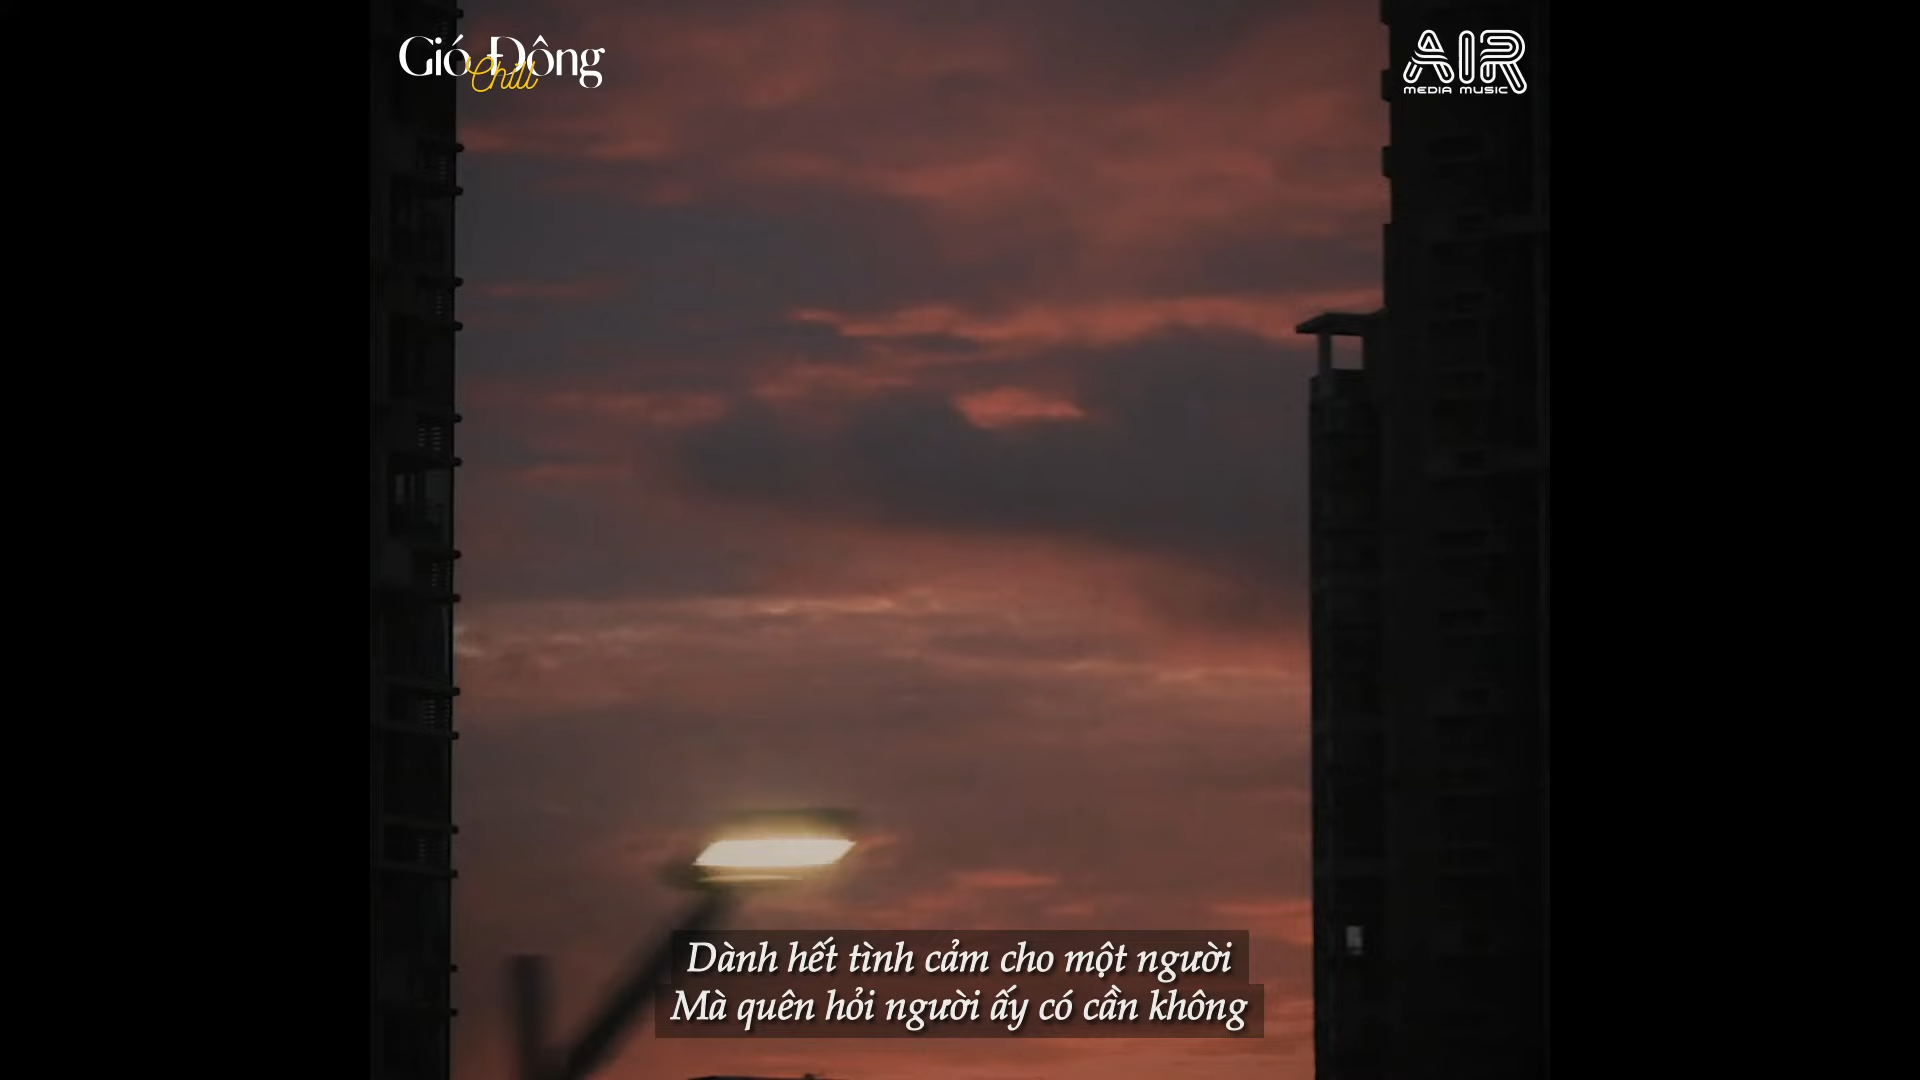 Gió Đông
Chill
AIR
MEDIA MUSIC
Dành hết tình cảm cho một người
Mà quên hỏi người ấy có cần không